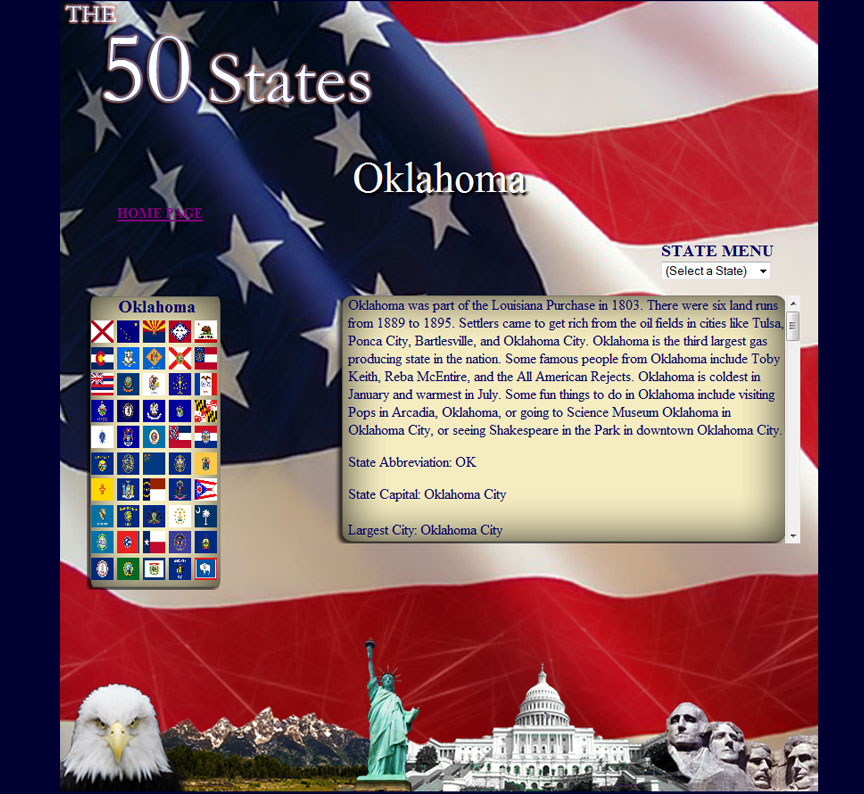 THE
50 States
Oklahoma
HOME PAGE
STATE MENU
(Select a State)
Oklahoma
Oklahoma was part of the Louisiana Purchase in 1803. There were six land runs
from 1889 to 1895. Settlers came to get rich from the oil fields in cities like Tulsa,
Ponca City, Bartlesville, and Oklahoma City. Oklahoma is the third largest gas
producing state in the nation. Some famous people from Oklahoma include Toby
Keith, Reba McEntire, and the All American Rejects. Oklahoma is coldest in
January and warmest in July. Some fun things to do in Oklahoma include visiting
Pops in Arcadia, Oklahoma, or going to Science Museum Oklahoma in
Oklahoma City, or seeing Shakespeare in the Park in downtown Oklahoma City.
State Abbreviation: OK
State Capital: Oklahoma City
Largest City: Oklahoma City